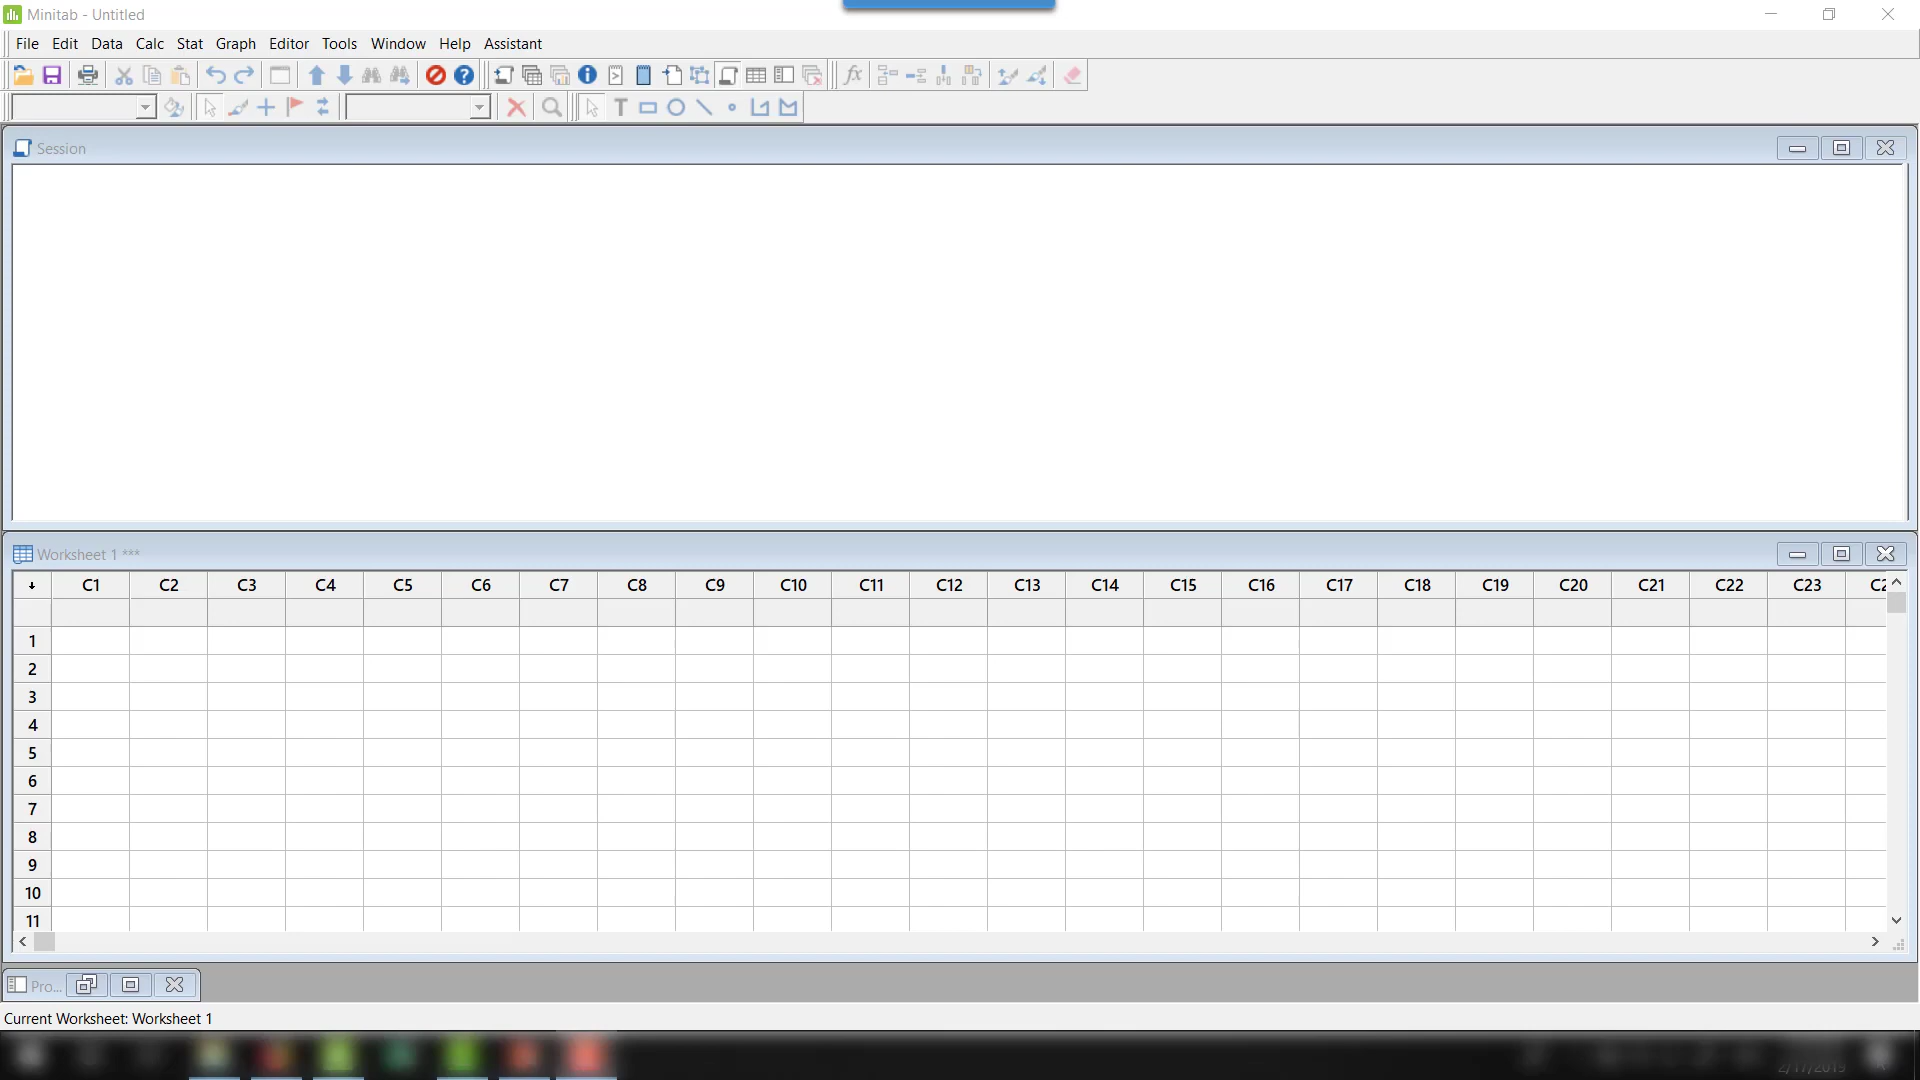 Minitab - Untitled
File Edit Data Calc Stat Graph Editor Tools Window Help Assistant
Session
Worksheet 1 ***
C1 C2 C3 C4 C5 C6 C7 C8 C9 C10 C11 C12 C13 C14 C15 C16 C17 C18 C19 C20 C21 C22 C23
1
2
3
4
5
6
7
8
9
10
11
Pro...
Current Worksheet: Worksheet 1